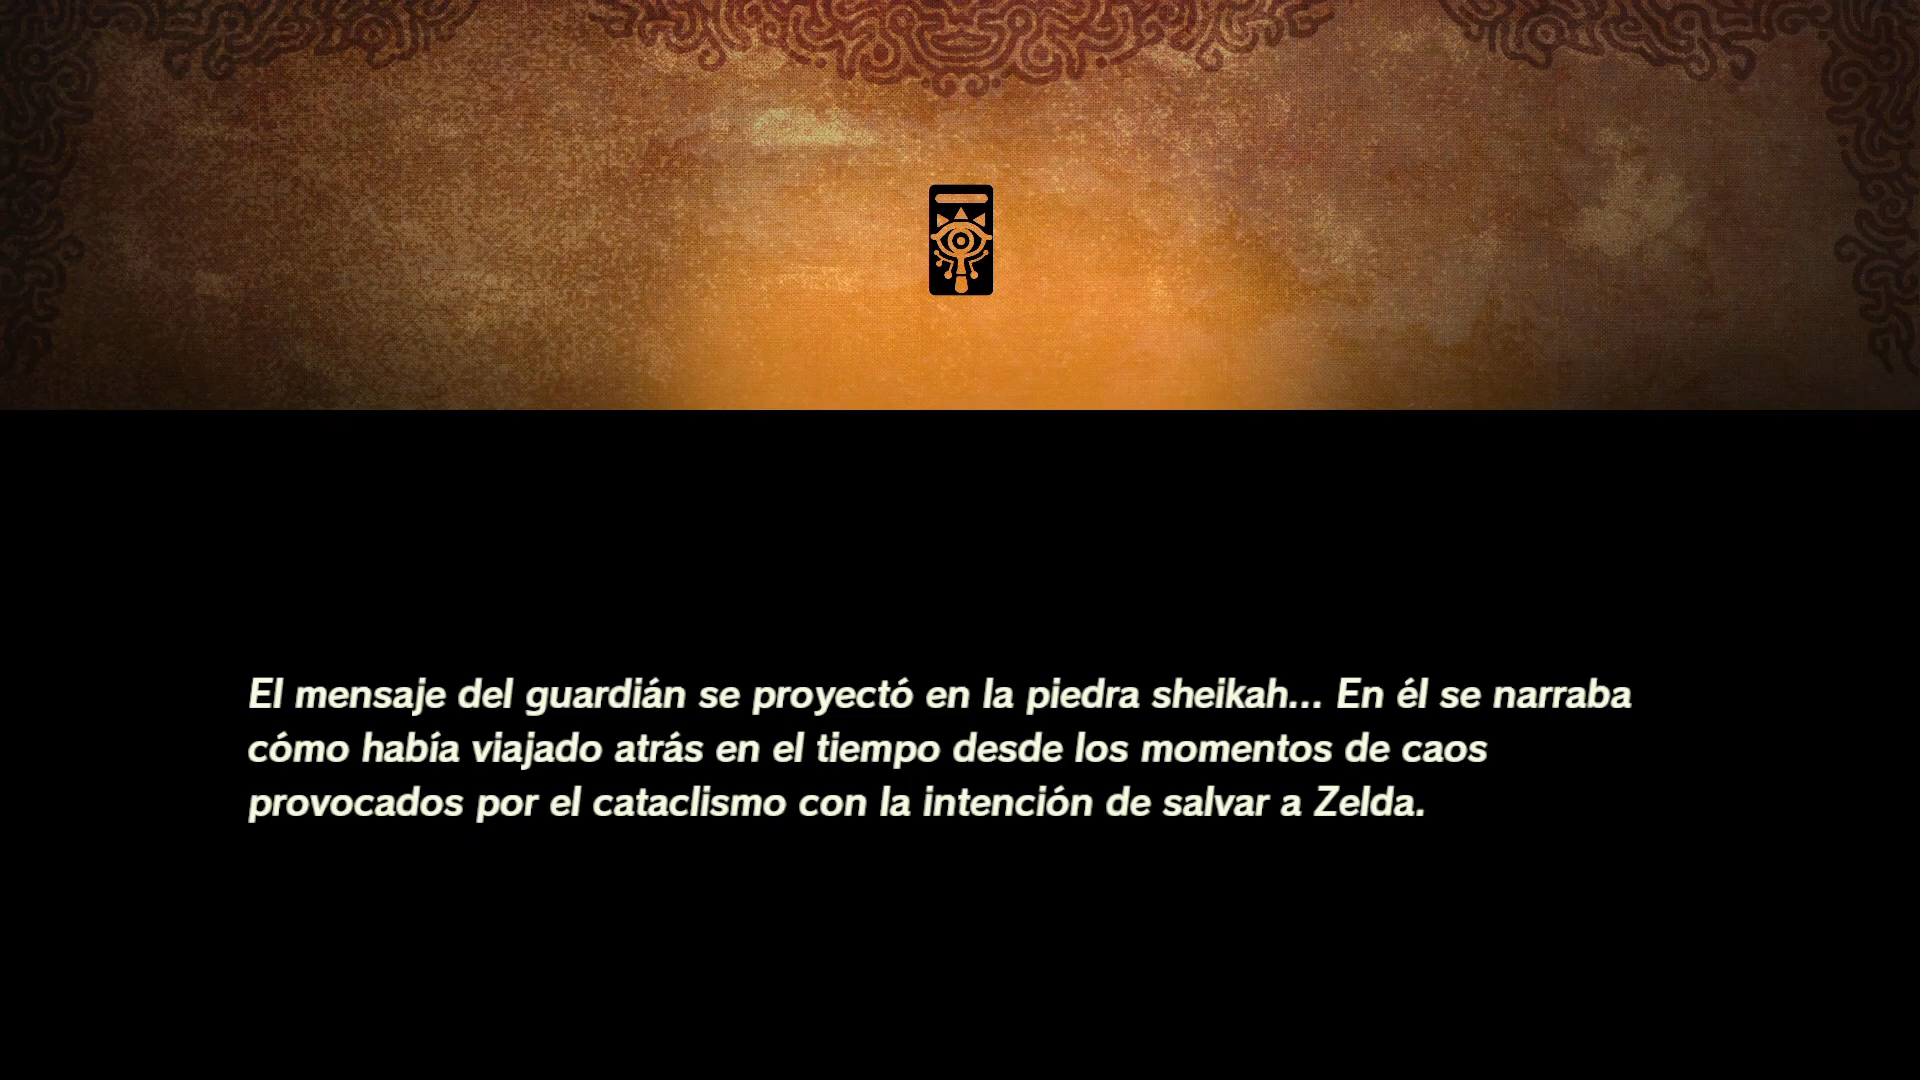 El mensaje del guardián se proyectó en la piedra sheikah... En él se narraba
cómo había viajado atrás en el tiempo desde los momentos de caos
provocados por el cataclismo con la intención de salvar a Zelda.